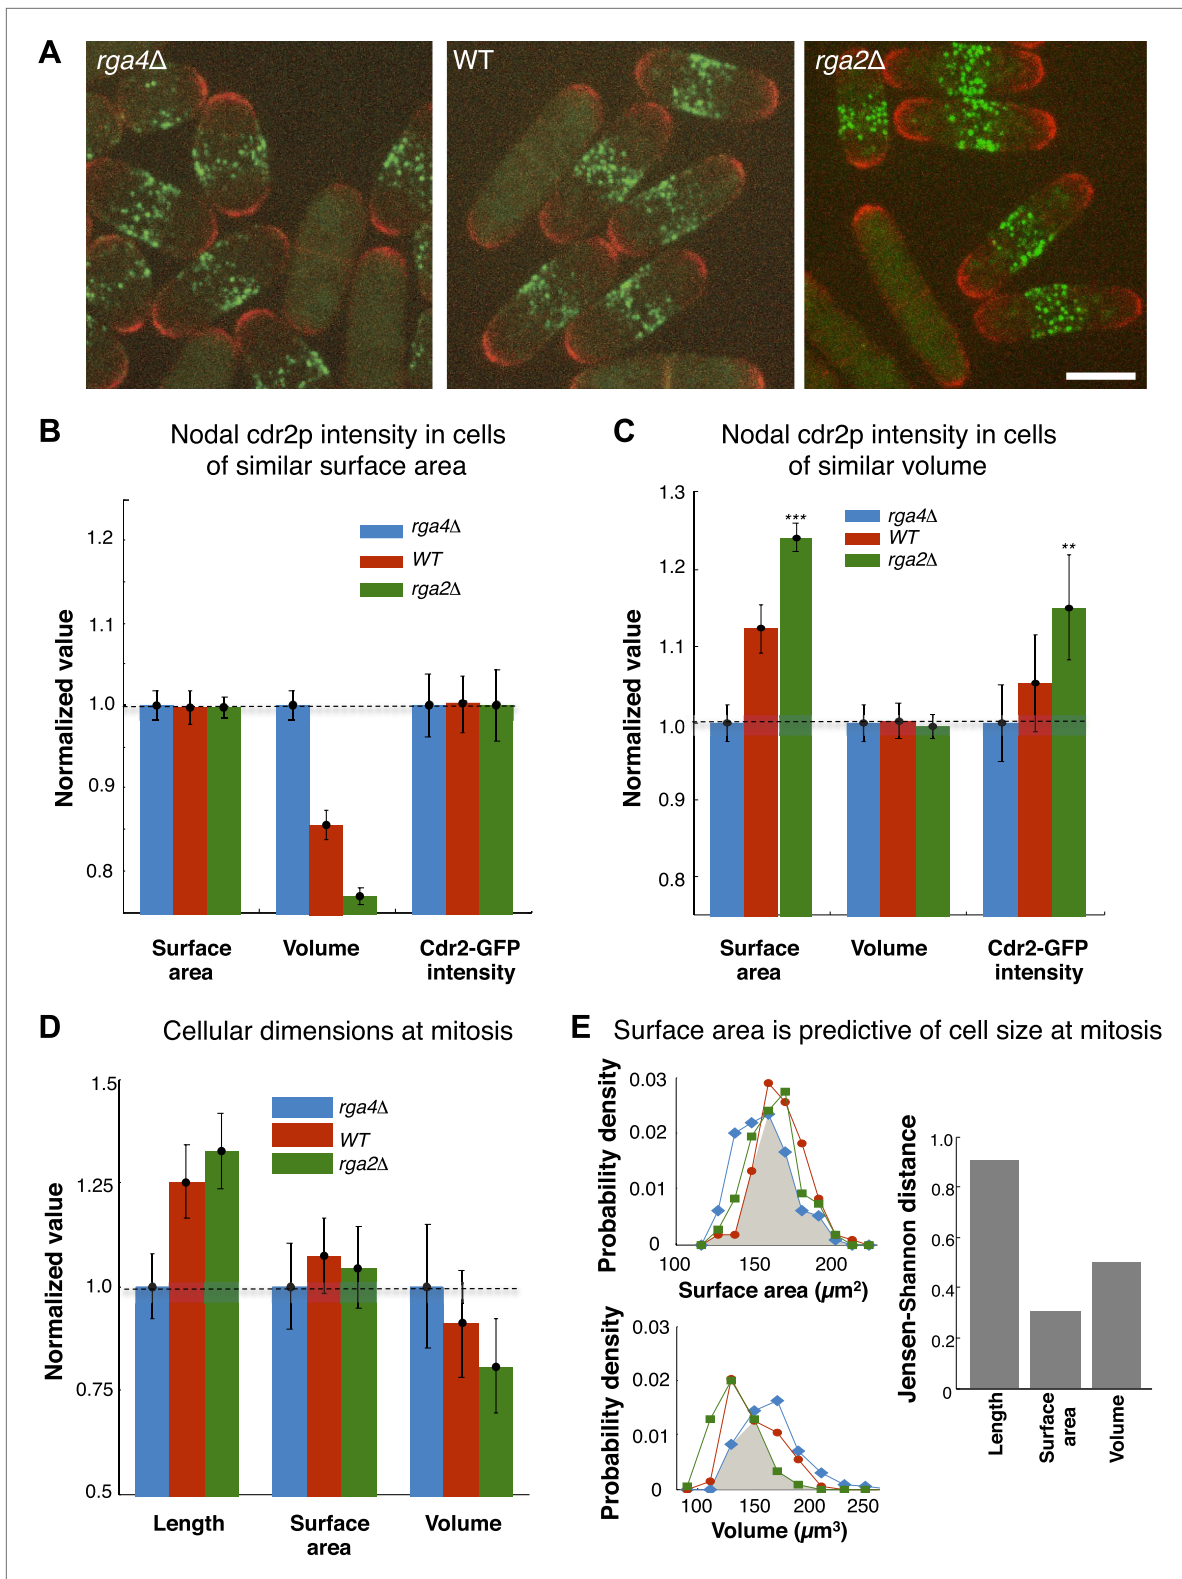 A
rga4Δ
WT
rga2Δ
B
Nodal cdr2p intensity in cells
of similar surface area
Normalized value
1.2
1.1
1.0
0.9
0.8
rga4Δ
WT
rga2Δ
Surface
area
Volume
Cdr2-GFP
intensity
C
Nodal cdr2p intensity in cells
of similar volume
Normalized value
1.3
1.2
1.1
1.0
0.9
0.8
rga4Δ
WT
rga2Δ
***
**
Surface
area
Volume
Cdr2-GFP
intensity
D
Cellular dimensions at mitosis
Normalized value
1.5
1.25
1.0
0.75
0.5
rga4Δ
WT
rga2Δ
Length
Surface
area
Volume
E
Surface area is predictive of cell size at mitosis
Probability density
0.03
0.02
0.01
0
100
150
200
Surface area (µm²)
Probability density
0.03
0.02
0.01
0
100
150
200
250
Volume (µm³)
Jensen-Shannon distance
1.0
0.8
0.6
0.4
0.2
0
Length
Surface
area
Volume